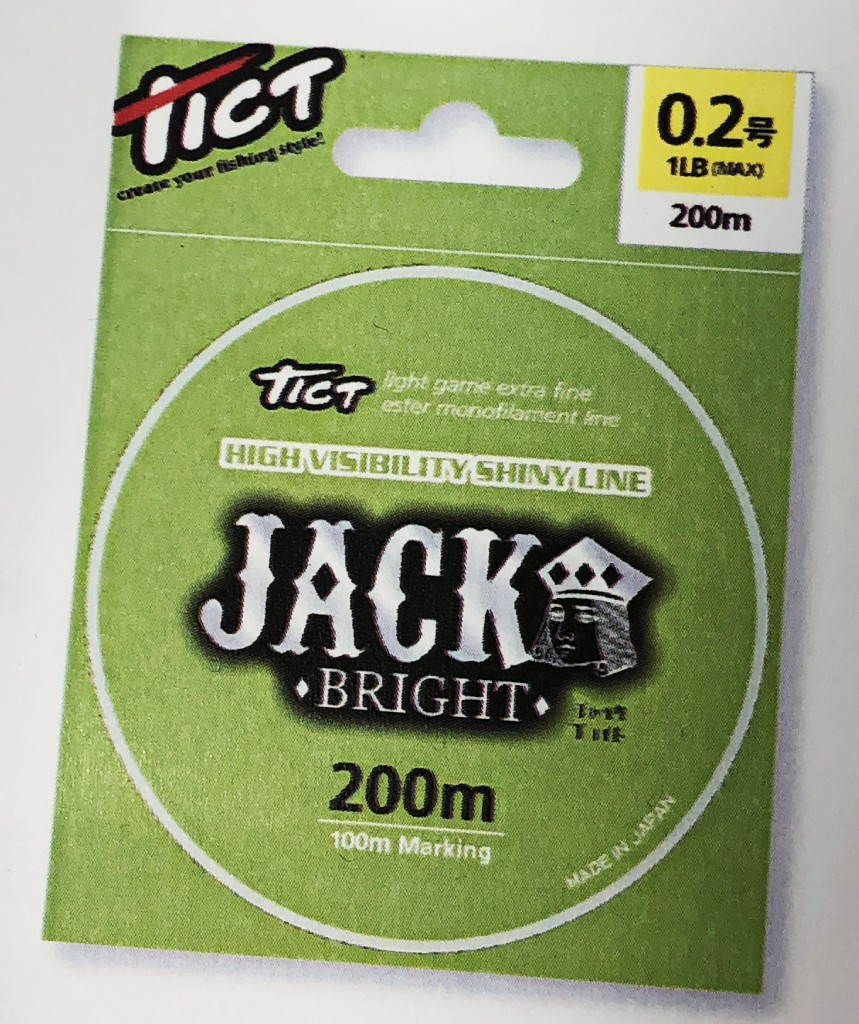 TICT
create your fishing style!
0.2号
1LB (MAX)
200m
TICT
light game extra fine
ester monofilament line
HIGH VISIBILITY SHINY LINE
JACK
BRIGHT
200m
100m Marking
MADE IN JAPAN